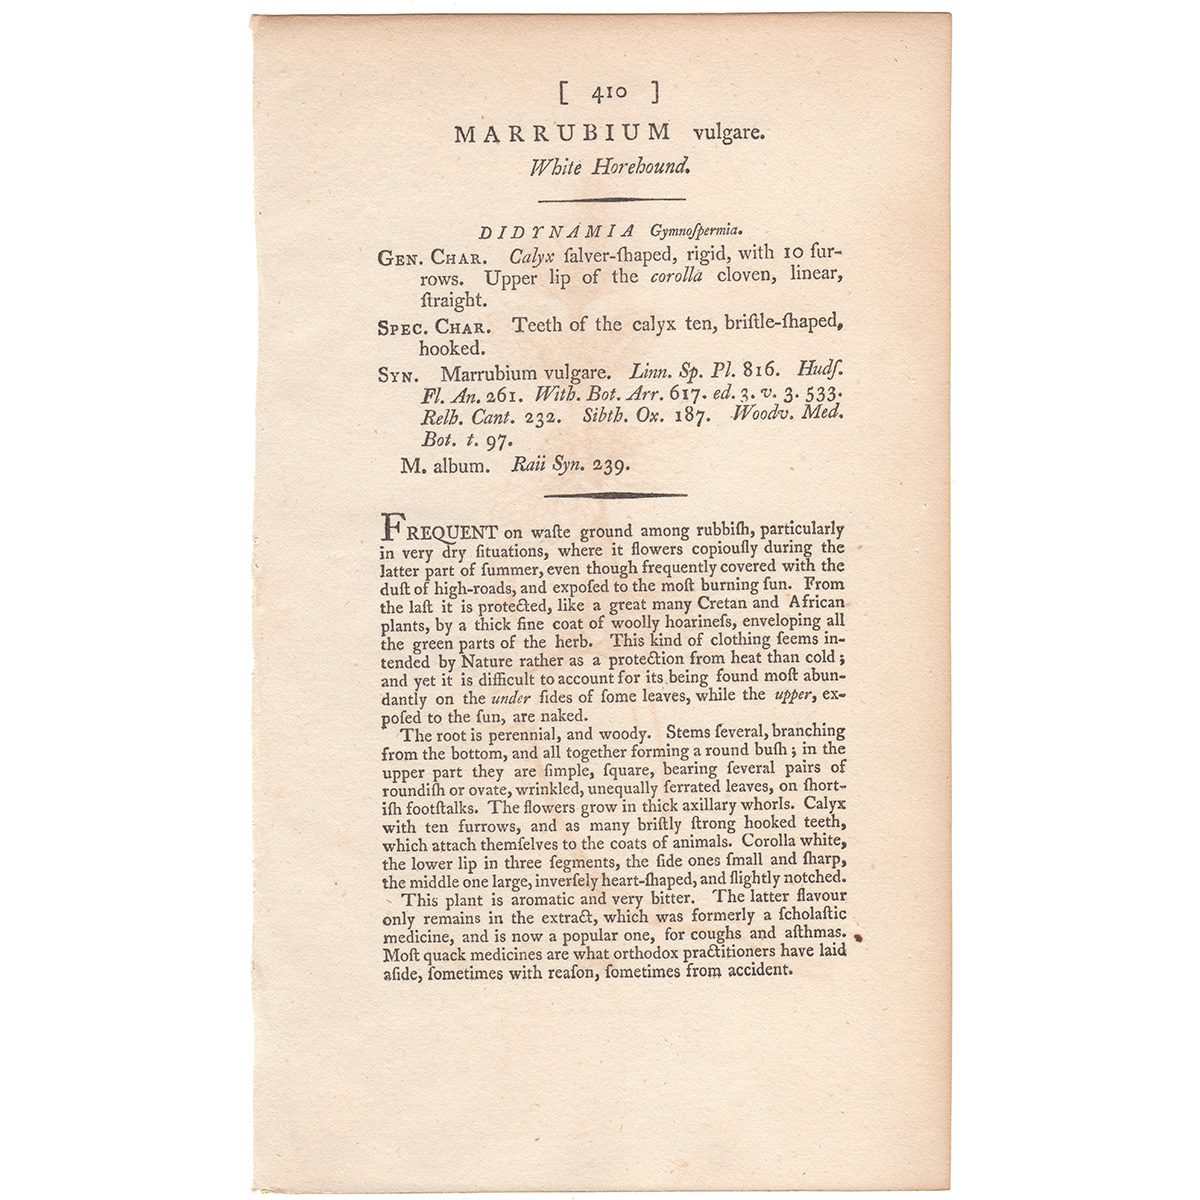 [ 410 ]
MARRUBIUM vulgare.
White Horehound.
DIDYNAMIA Gymnoſpermia.
GEN. CHAR. Calyx ſalver-ſhaped, rigid, with 10 fur-
rows. Upper lip of the corolla cloven, linear,
ſtraight.
SPEC. CHAR. Teeth of the calyx ten, briſtle-ſhaped,
hooked.
SYN. Marrubium vulgare. Linn. Sp. Pl. 816. Hudſ.
Fl. An. 261. With. Bot. Arr. 617. ed. 3. v. 3. 533.
Relh. Cant. 232. Sibth. Ox. 187. Woodv. Med.
Bot. t. 97.
M. album. Raii Syn. 239.
FREQUENT on waſte ground among rubbiſh, particularly
in very dry ſituations, where it flowers copiouſly during the
latter part of ſummer, even though frequently covered with the
duſt of high-roads, and expoſed to the moſt burning ſun. From
the laſt it is protected, like a great many Cretan and African
plants, by a thick fine coat of woolly hoarineſs, enveloping all
the green parts of the herb. This kind of clothing ſeems in-
tended by Nature rather as a protection from heat than cold;
and yet it is difficult to account for its being found moſt abun-
dantly on the under ſides of ſome leaves, while the upper, ex-
poſed to the ſun, are naked.
The root is perennial, and woody. Stems ſeveral, branching
from the bottom, and all together forming a round buſh; in the
upper part they are ſimple, ſquare, bearing ſeveral pairs of
roundiſh or ovate, wrinkled, unequally ſerrated leaves, on ſhort-
iſh footſtalks. The flowers grow in thick axillary whorls. Calyx
with ten furrows, and as many briſtly ſtrong hooked teeth,
which attach themſelves to the coats of animals. Corolla white,
the lower lip in three ſegments, the ſide ones ſmall and ſharp,
the middle one large, inverſely heart-ſhaped, and ſlightly notched.
This plant is aromatic and very bitter. The latter flavour
only remains in the extract, which was formerly a ſcholaſtic
medicine, and is now a popular one, for coughs and aſthmas.
Moſt quack medicines are what orthodox practitioners have laid
aſide, ſometimes with reaſon, ſometimes from accident.